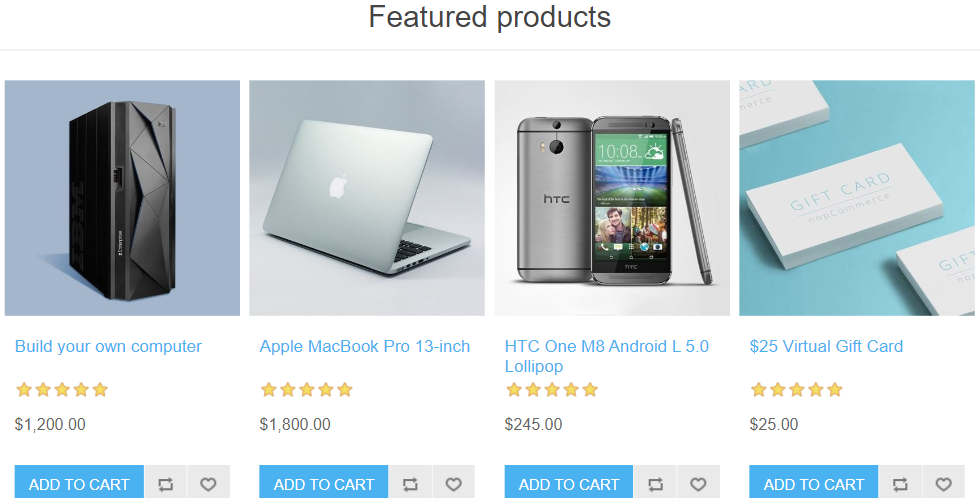 Featured products
IBM
Enterprise
10:08
hTC
hTC
GIFT CARD
nopCommerce
GIFT
Build your own computer
Apple MacBook Pro 13-inch
HTC One M8 Android L 5.0
Lollipop
$25 Virtual Gift Card
$1,200.00
$1,800.00
$245.00
$25.00
ADD TO CART
ADD TO CART
ADD TO CART
ADD TO CART